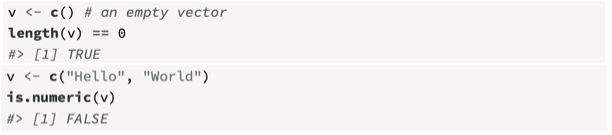 v <- c() # an empty vector
length(v) == 0
#> [1] TRUE
v <- c("Hello", "World")
is.numeric(v)
#> [1] FALSE